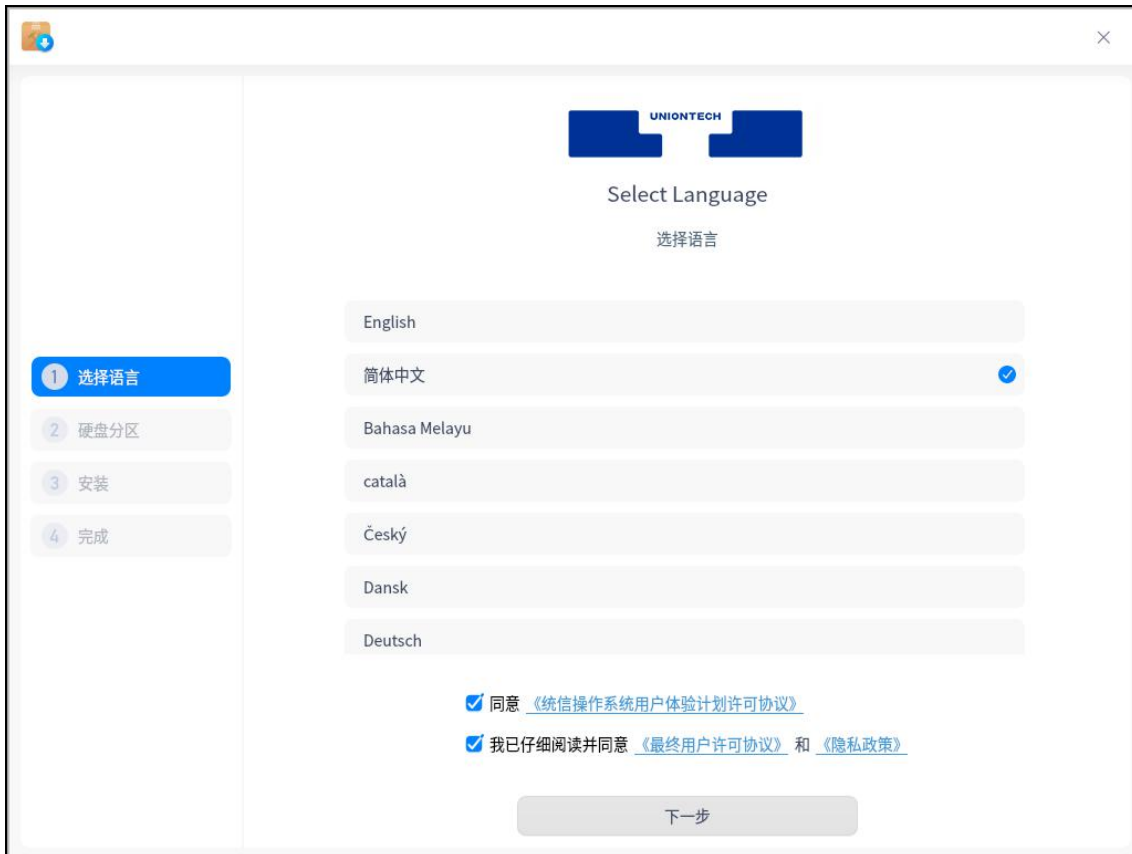 UNIONTECH
Select Language
选择语言
1 选择语言
2 硬盘分区
3 安装
4 完成
English
简体中文
Bahasa Melayu
català
Český
Dansk
Deutsch
同意 《统信操作系统用户体验计划许可协议》
我已仔细阅读并同意 《最终用户许可协议》 和 《隐私政策》
下一步